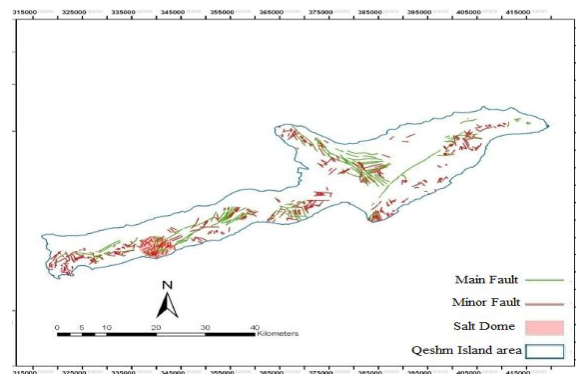 315000 325000 335000 345000 355000 365000 375000 385000 395000 405000 415000
N
0 5 10 20 30 40
Kilometers
Main Fault
Minor Fault
Salt Dome
Qeshm Island area
315000 325000 335000 345000 355000 365000 375000 385000 395000 405000 415000